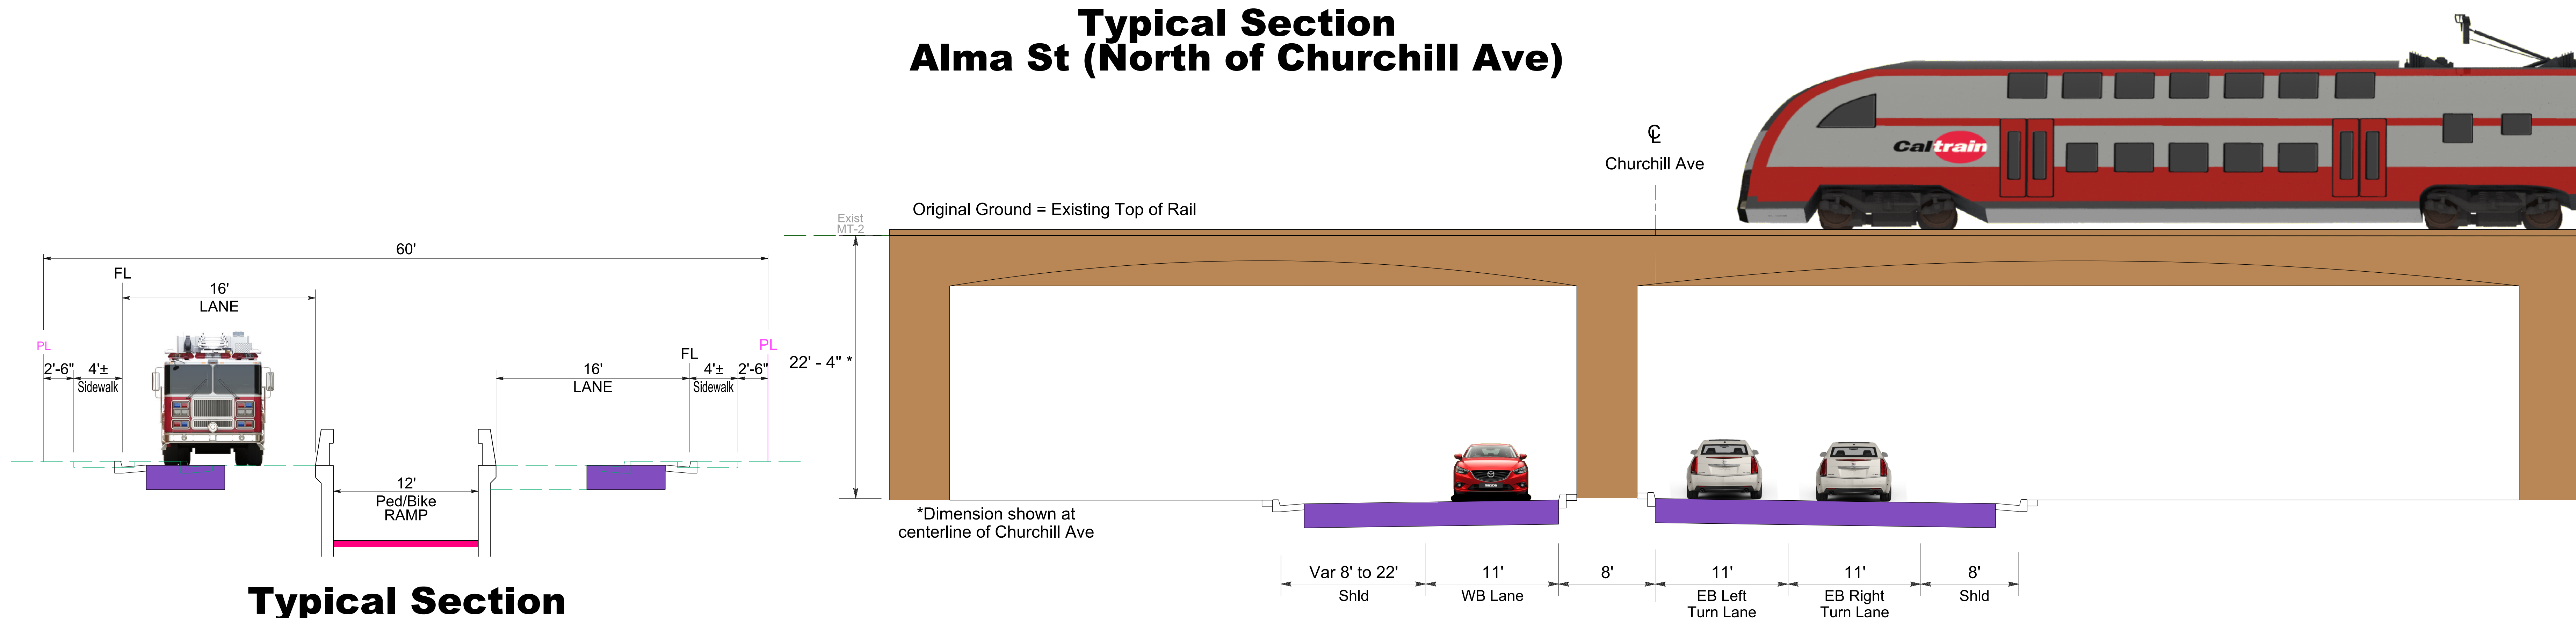 Typical Section
Alma St (North of Churchill Ave)
Caltrain
℄
Churchill Ave
Original Ground = Existing Top of Rail
Exist
MT-2
60'
FL
16'
LANE
PL
2'-6"
4'±
Sidewalk
16'
LANE
FL
4'±
Sidewalk
PL
2'-6"
22' - 4" *
12'
Ped/Bike
RAMP
*Dimension shown at
centerline of Churchill Ave
Var 8' to 22'
Shld
11'
WB Lane
8'
11'
EB Left
Turn Lane
11'
EB Right
Turn Lane
8'
Shld
Typical Section